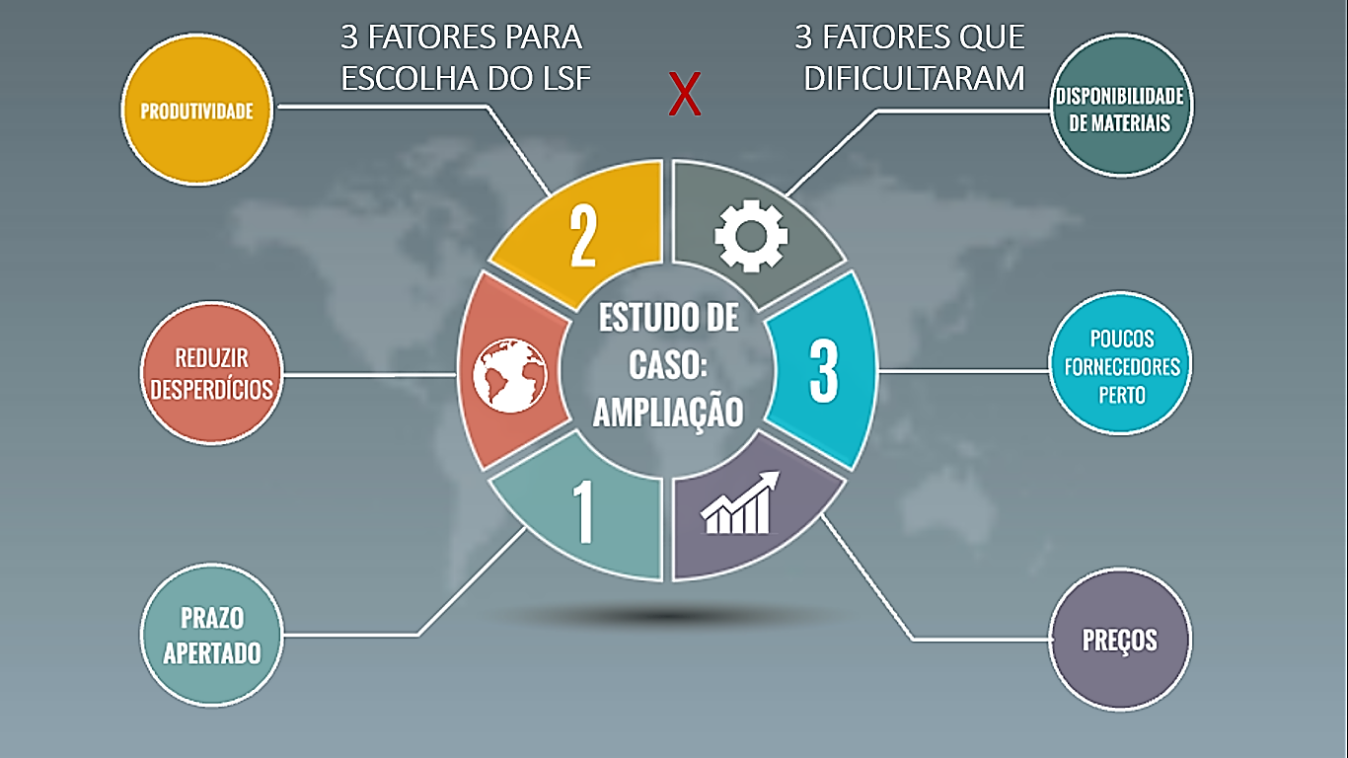 3 FATORES PARA
ESCOLHA DO LSF
X
3 FATORES QUE
DIFICULTARAM
PRODUTIVIDADE
DISPONIBILIDADE
DE MATERIAIS
2
REDUZIR
DESPERDÍCIOS
ESTUDO DE
CASO:
AMPLIAÇÃO
3
POUCOS
FORNECEDORES
PERTO
1
PRAZO
APERTADO
PREÇOS